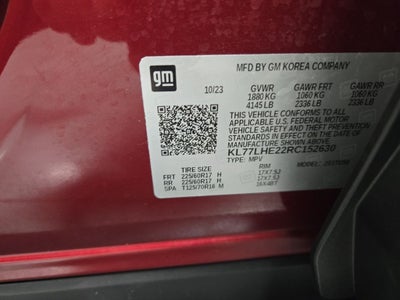 gm
MFD BY GM KOREA COMPANY
10/23 GVWR GAWR FRT GAWR RR
1880 KG 1060 KG 1060 KG
4145 LB 2336 LB 2336 LB
THIS VEHICLE CONFORMS TO ALL
APPLICABLE U.S. FEDERAL MOTOR
VEHICLE SAFETY, BUMPER, AND
THEFT PREVENTION STANDARDS
IN EFFECT ON THE DATE OF
MANUFACTURE SHOWN ABOVE.
KL77LHE22RC152630
TYPE: MPV
TIRE SIZE RIM
FRT 225/60R17 H 17X7.5J
RR 225/60R17 H 17X7.5J
SPA T125/70R16 M 16X4BT